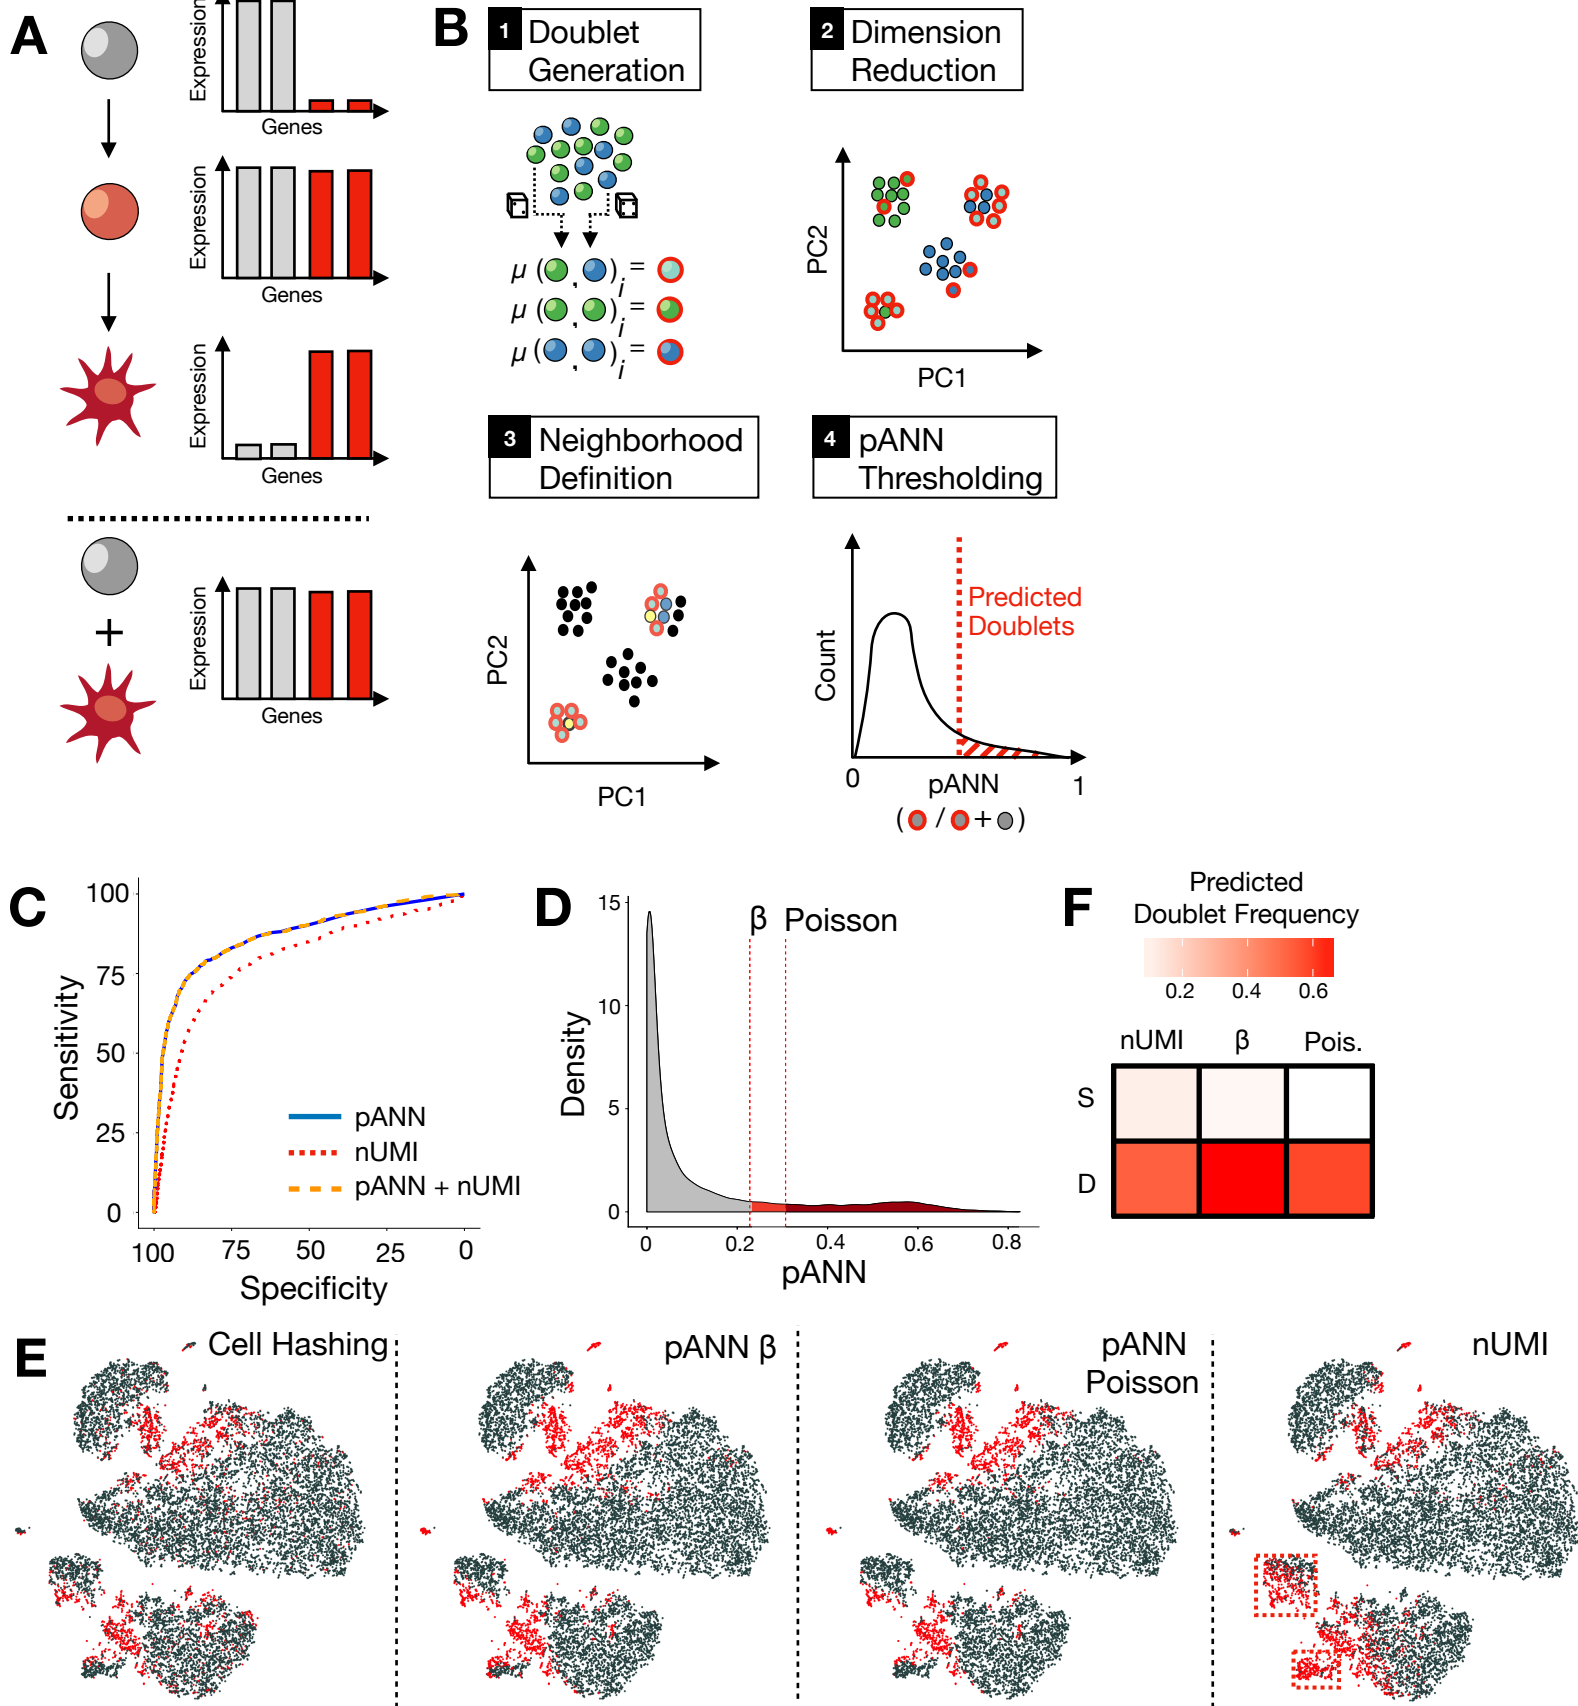 A
Expression
Genes
Expression
Genes
Expression
Genes
+
Expression
Genes
B
1 Doublet
Generation
μ ( , )i =
μ ( , )i =
μ ( , )i =
2 Dimension
Reduction
PC2
PC1
3 Neighborhood
Definition
PC2
PC1
4 pANN
Thresholding
Predicted
Doublets
Count
0 pANN 1
( / + )
C
Sensitivity
100
75
50
25
0
pANN
nUMI
pANN + nUMI
100 75 50 25 0
Specificity
D
β Poisson
Density
15
10
5
0
0 0.2 0.4 0.6 0.8
pANN
F
Predicted
Doublet Frequency
0.2 0.4 0.6
nUMI β Pois.
S
D
E
Cell Hashing
pANN β
pANN
Poisson
nUMI